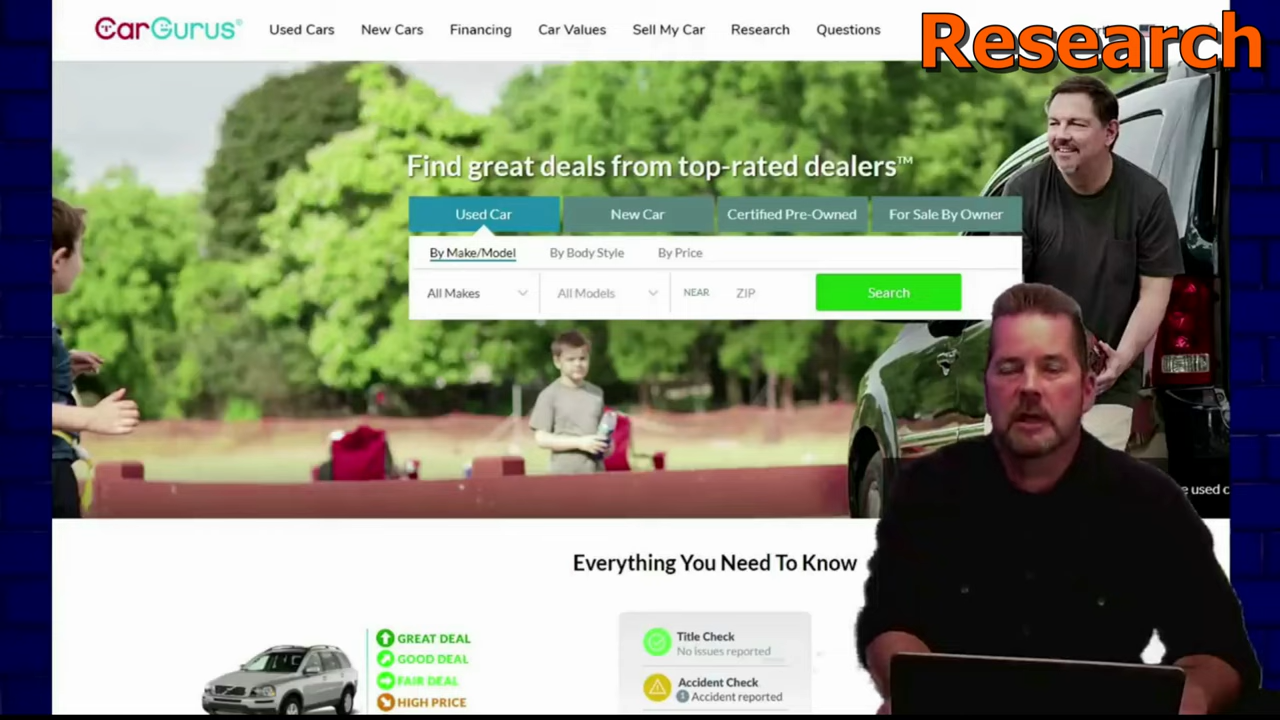 CarGurus®
Used Cars New Cars Financing Car Values Sell My Car Research Questions
Research
Find great deals from top-rated dealers™
Used Car New Car Certified Pre-Owned For Sale By Owner
By Make/Model By Body Style By Price
All Makes All Models NEAR ZIP Search
e used c
Everything You Need To Know
GREAT DEAL
GOOD DEAL
FAIR DEAL
HIGH PRICE
Title Check
No issues reported
Accident Check
Accident reported